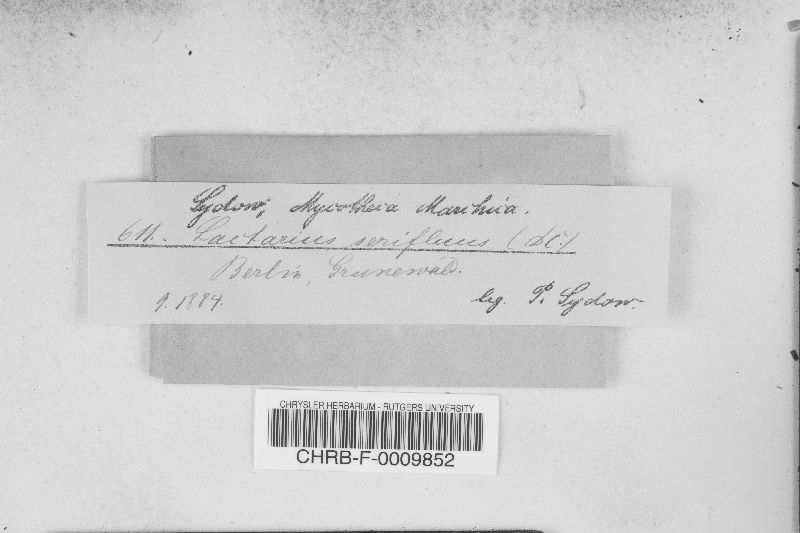 Sydow, Mycotheca Marchica.
611. Lactarius serifluus (DC.)
Berlin, Grunewald.
9. 1884.
leg. P. Sydow.
CHRYSLER HERBARIUM - RUTGERS UNIVERSITY
CHRB-F-0009852